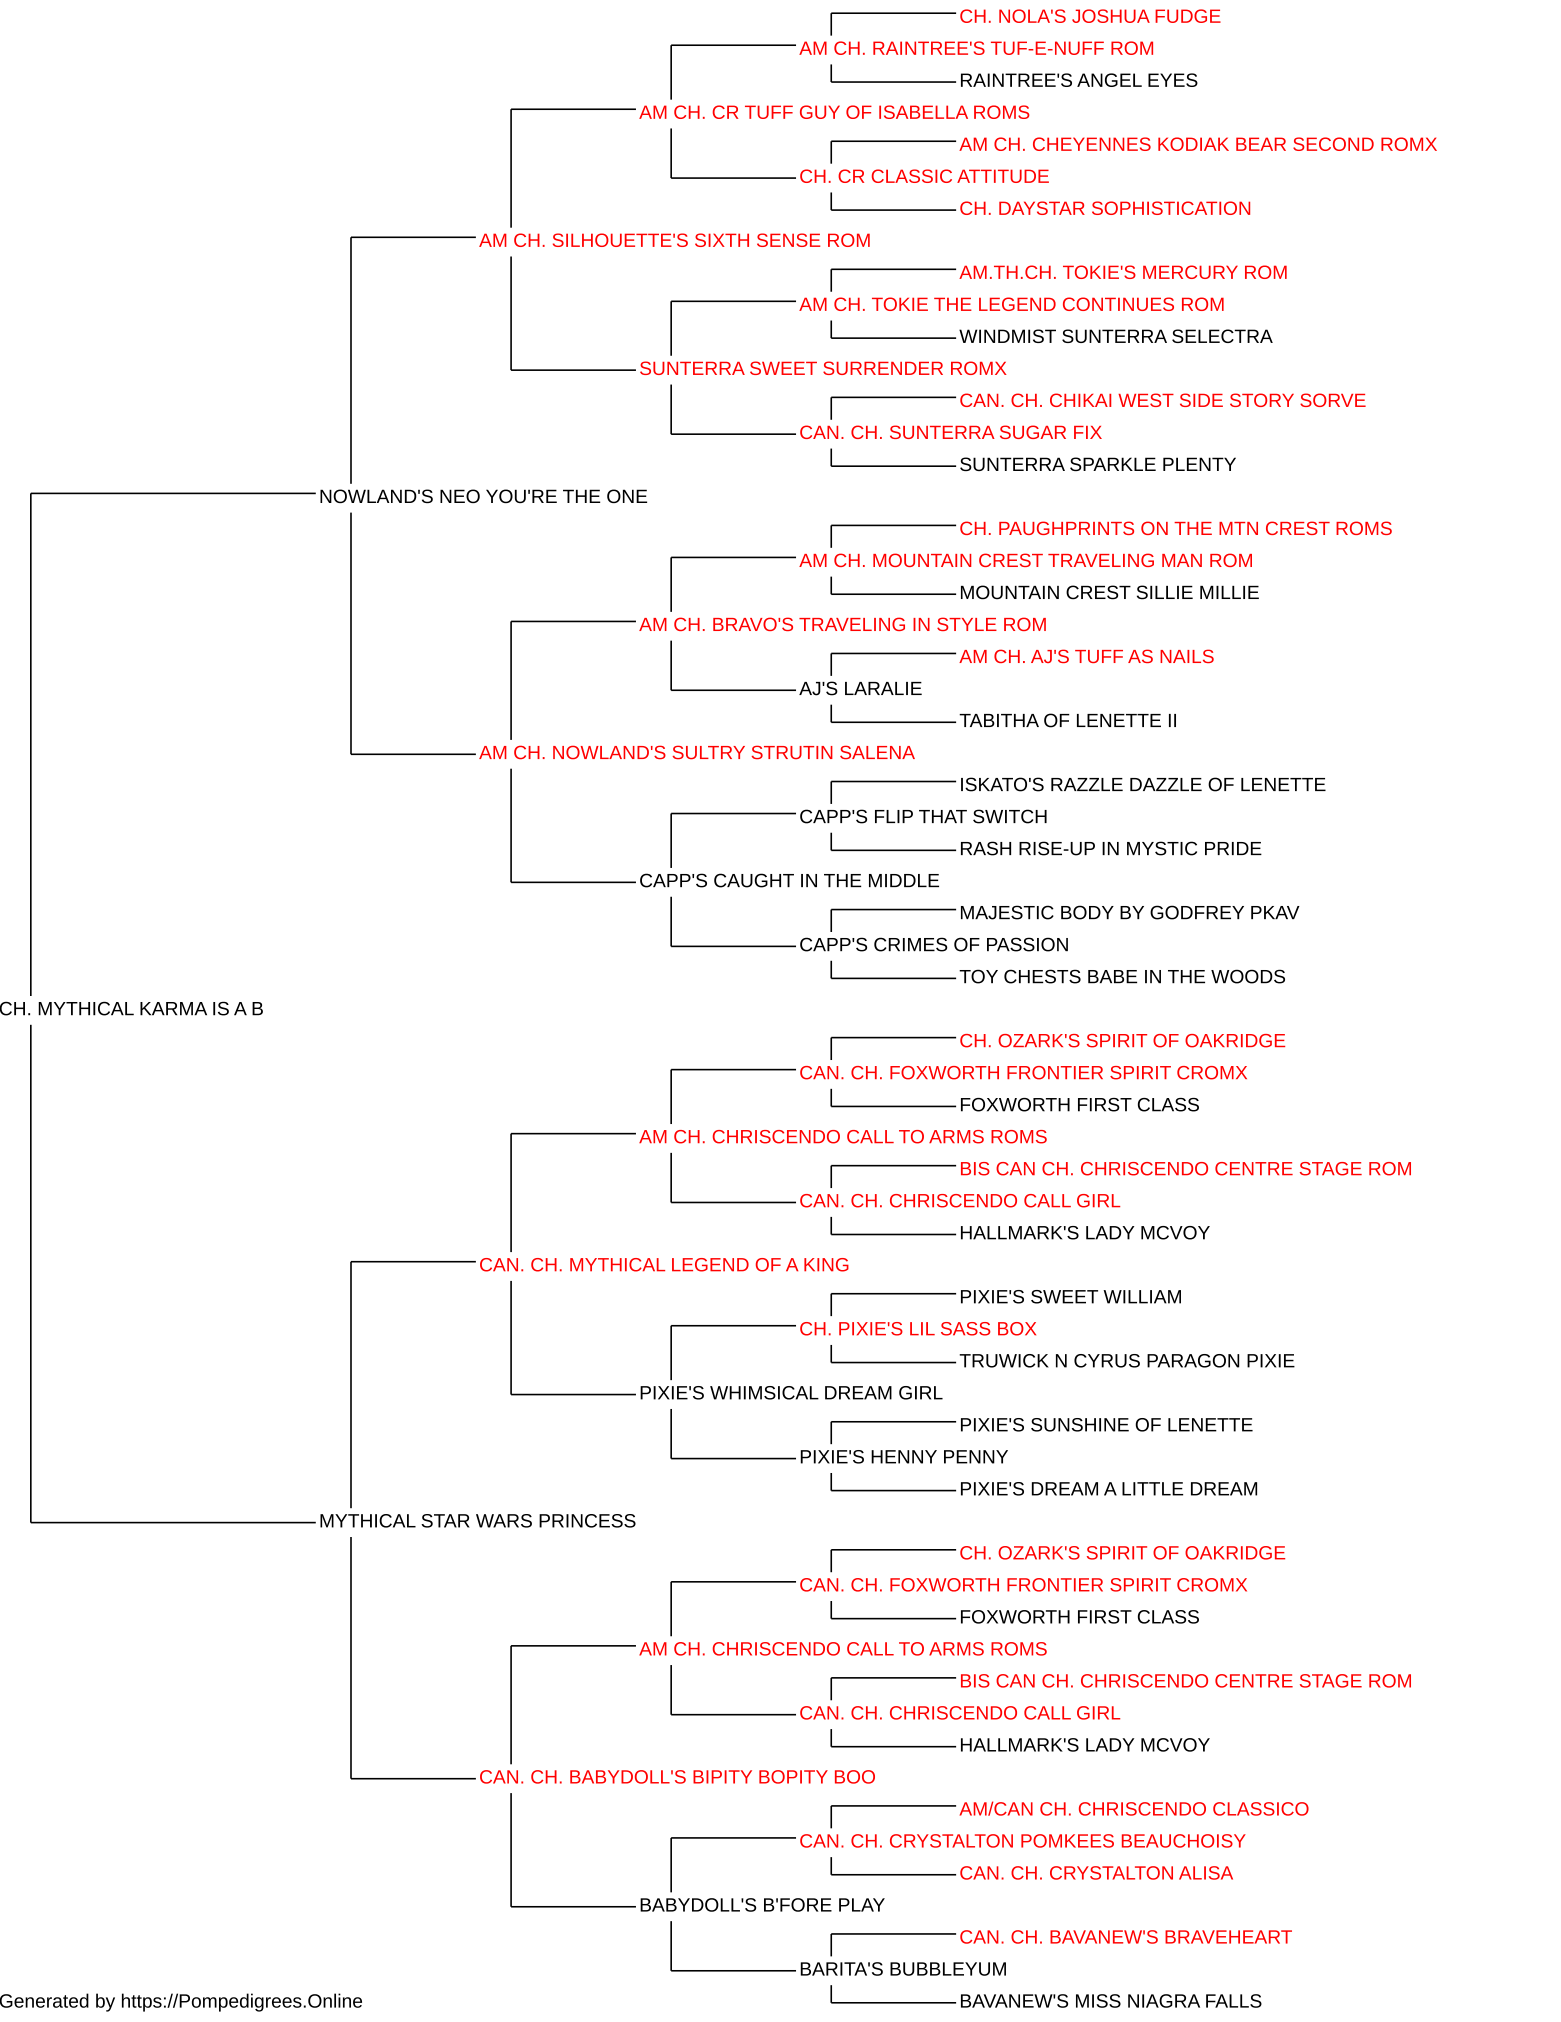 CH. NOLA'S JOSHUA FUDGE
AM CH. RAINTREE'S TUF-E-NUFF ROM
RAINTREE'S ANGEL EYES
AM CH. CR TUFF GUY OF ISABELLA ROMS
AM CH. CHEYENNES KODIAK BEAR SECOND ROMX
CH. CR CLASSIC ATTITUDE
CH. DAYSTAR SOPHISTICATION
AM CH. SILHOUETTE'S SIXTH SENSE ROM
AM.TH.CH. TOKIE'S MERCURY ROM
AM CH. TOKIE THE LEGEND CONTINUES ROM
WINDMIST SUNTERRA SELECTRA
SUNTERRA SWEET SURRENDER ROMX
CAN. CH. CHIKAI WEST SIDE STORY SORVE
CAN. CH. SUNTERRA SUGAR FIX
SUNTERRA SPARKLE PLENTY
NOWLAND'S NEO YOU'RE THE ONE
CH. PAUGHPRINTS ON THE MTN CREST ROMS
AM CH. MOUNTAIN CREST TRAVELING MAN ROM
MOUNTAIN CREST SILLIE MILLIE
AM CH. BRAVO'S TRAVELING IN STYLE ROM
AM CH. AJ'S TUFF AS NAILS
AJ'S LARALIE
TABITHA OF LENETTE II
AM CH. NOWLAND'S SULTRY STRUTIN SALENA
ISKATO'S RAZZLE DAZZLE OF LENETTE
CAPP'S FLIP THAT SWITCH
RASH RISE-UP IN MYSTIC PRIDE
CAPP'S CAUGHT IN THE MIDDLE
MAJESTIC BODY BY GODFREY PKAV
CAPP'S CRIMES OF PASSION
TOY CHESTS BABE IN THE WOODS
CH. MYTHICAL KARMA IS A B
CH. OZARK'S SPIRIT OF OAKRIDGE
CAN. CH. FOXWORTH FRONTIER SPIRIT CROMX
FOXWORTH FIRST CLASS
AM CH. CHRISCENDO CALL TO ARMS ROMS
BIS CAN CH. CHRISCENDO CENTRE STAGE ROM
CAN. CH. CHRISCENDO CALL GIRL
HALLMARK'S LADY MCVOY
CAN. CH. MYTHICAL LEGEND OF A KING
PIXIE'S SWEET WILLIAM
CH. PIXIE'S LIL SASS BOX
TRUWICK N CYRUS PARAGON PIXIE
PIXIE'S WHIMSICAL DREAM GIRL
PIXIE'S SUNSHINE OF LENETTE
PIXIE'S HENNY PENNY
PIXIE'S DREAM A LITTLE DREAM
MYTHICAL STAR WARS PRINCESS
CH. OZARK'S SPIRIT OF OAKRIDGE
CAN. CH. FOXWORTH FRONTIER SPIRIT CROMX
FOXWORTH FIRST CLASS
AM CH. CHRISCENDO CALL TO ARMS ROMS
BIS CAN CH. CHRISCENDO CENTRE STAGE ROM
CAN. CH. CHRISCENDO CALL GIRL
HALLMARK'S LADY MCVOY
CAN. CH. BABYDOLL'S BIPITY BOPITY BOO
AM/CAN CH. CHRISCENDO CLASSICO
CAN. CH. CRYSTALTON POMKEES BEAUCHOISY
CAN. CH. CRYSTALTON ALISA
BABYDOLL'S B'FORE PLAY
CAN. CH. BAVANEW'S BRAVEHEART
BARITA'S BUBBLEYUM
BAVANEW'S MISS NIAGRA FALLS
Generated by https://Pompedigrees.Online